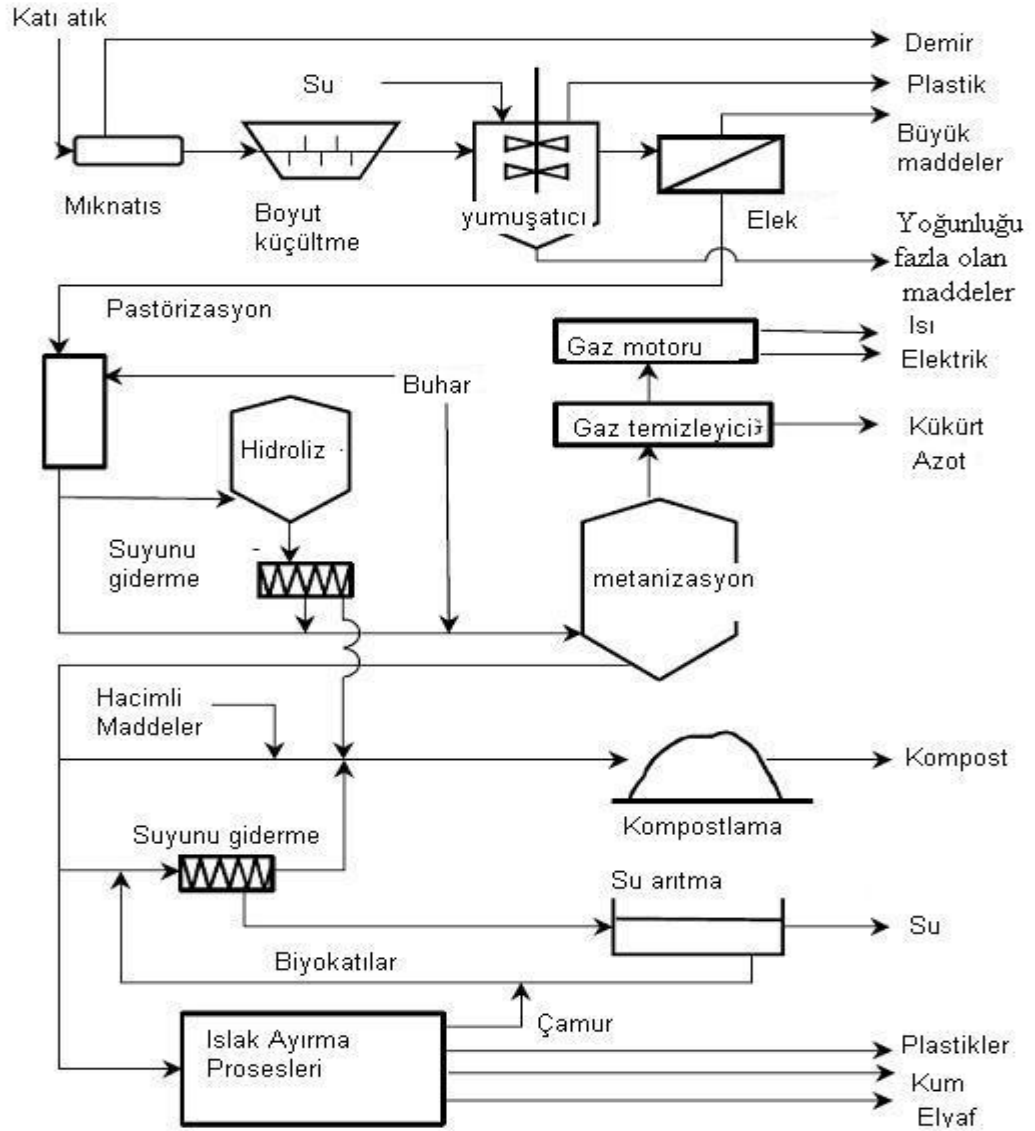 Katı atık
Demir
Su
Plastik
Büyük
maddeler
Mıknatıs
Boyut
küçültme
yumuşatıcı
Elek
Yoğunluğu
fazla olan
maddeler
Pastörizasyon
Isı
Gaz motoru
Elektrik
Buhar
Gaz temizleyici
Kükürt
Azot
Hidroliz
Suyunu
giderme
metanizasyon
Hacimli
Maddeler
Kompost
Kompostlama
Suyunu giderme
Su arıtma
Su
Biyokatılar
Çamur
Islak Ayırma
Prosesleri
Plastikler
Kum
Elyaf